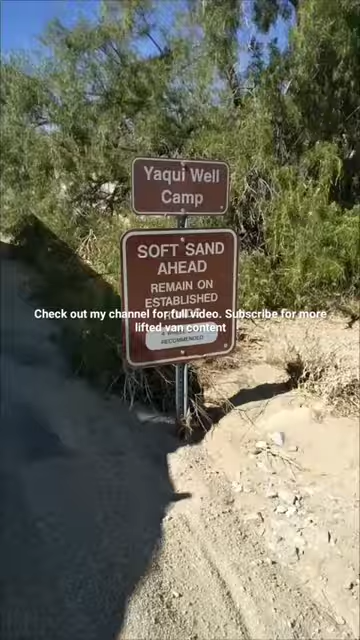 Yaqui Well
Camp
SOFT SAND
AHEAD
REMAIN ON
ESTABLISHED
Check out my channel for full video. Subscribe for more
lifted van content
RECOMMENDED